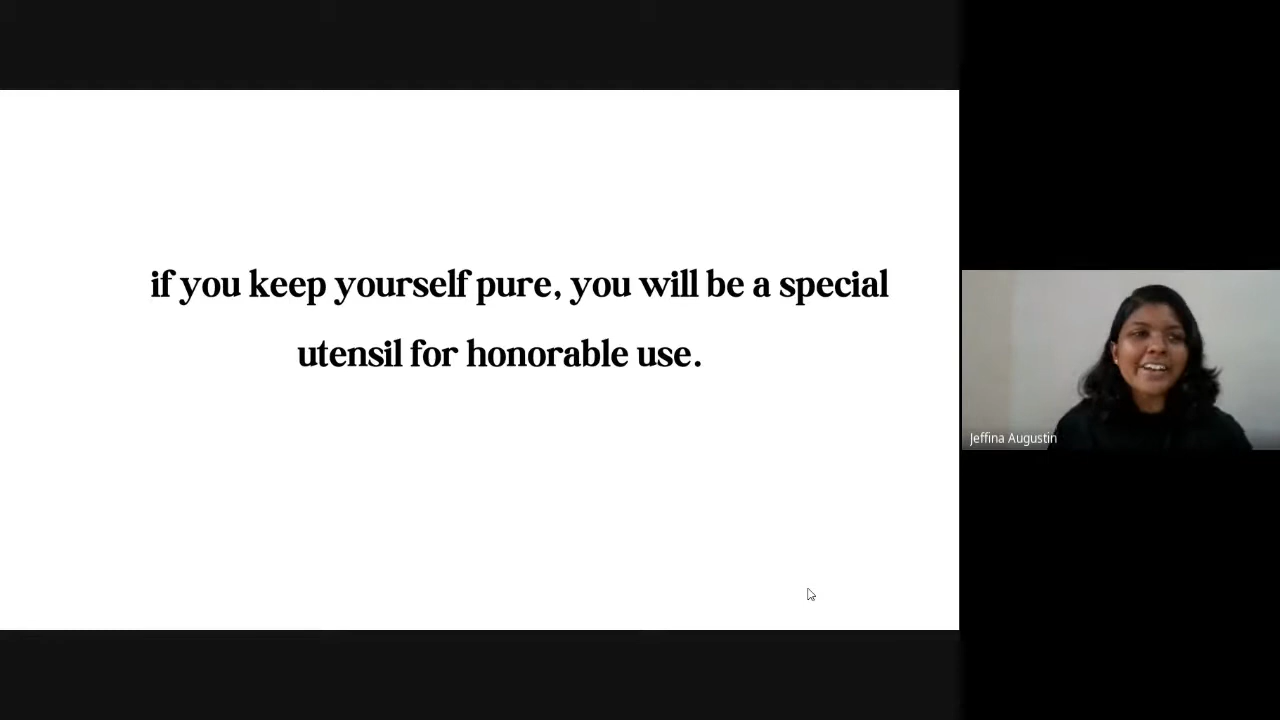 if you keep yourself pure, you will be a special
utensil for honorable use.
Jeffina Augustin